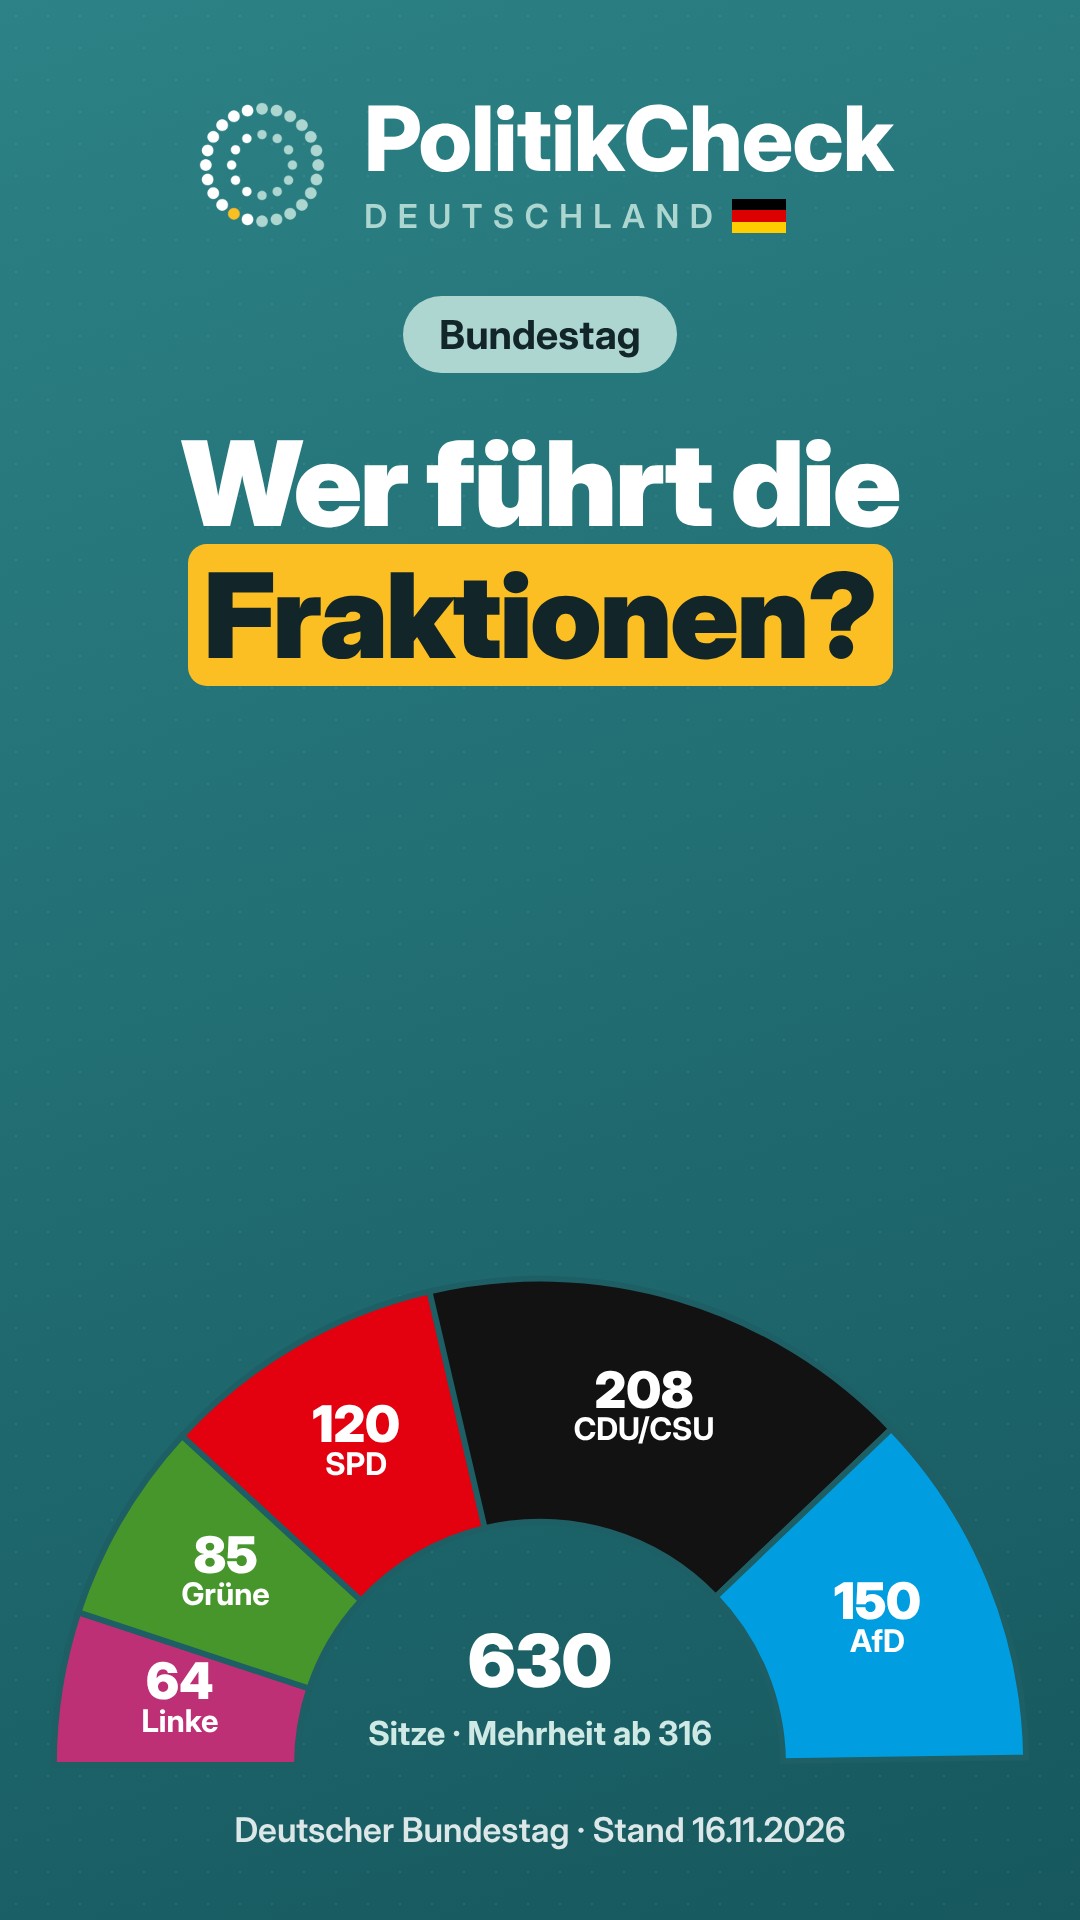 PolitikCheck
DEUTSCHLAND
Bundestag
Wer führt die
Fraktionen?
208
CDU/CSU
120
SPD
85
Grüne
150
AfD
64
Linke
630
Sitze · Mehrheit ab 316
Deutscher Bundestag · Stand 16.11.2026